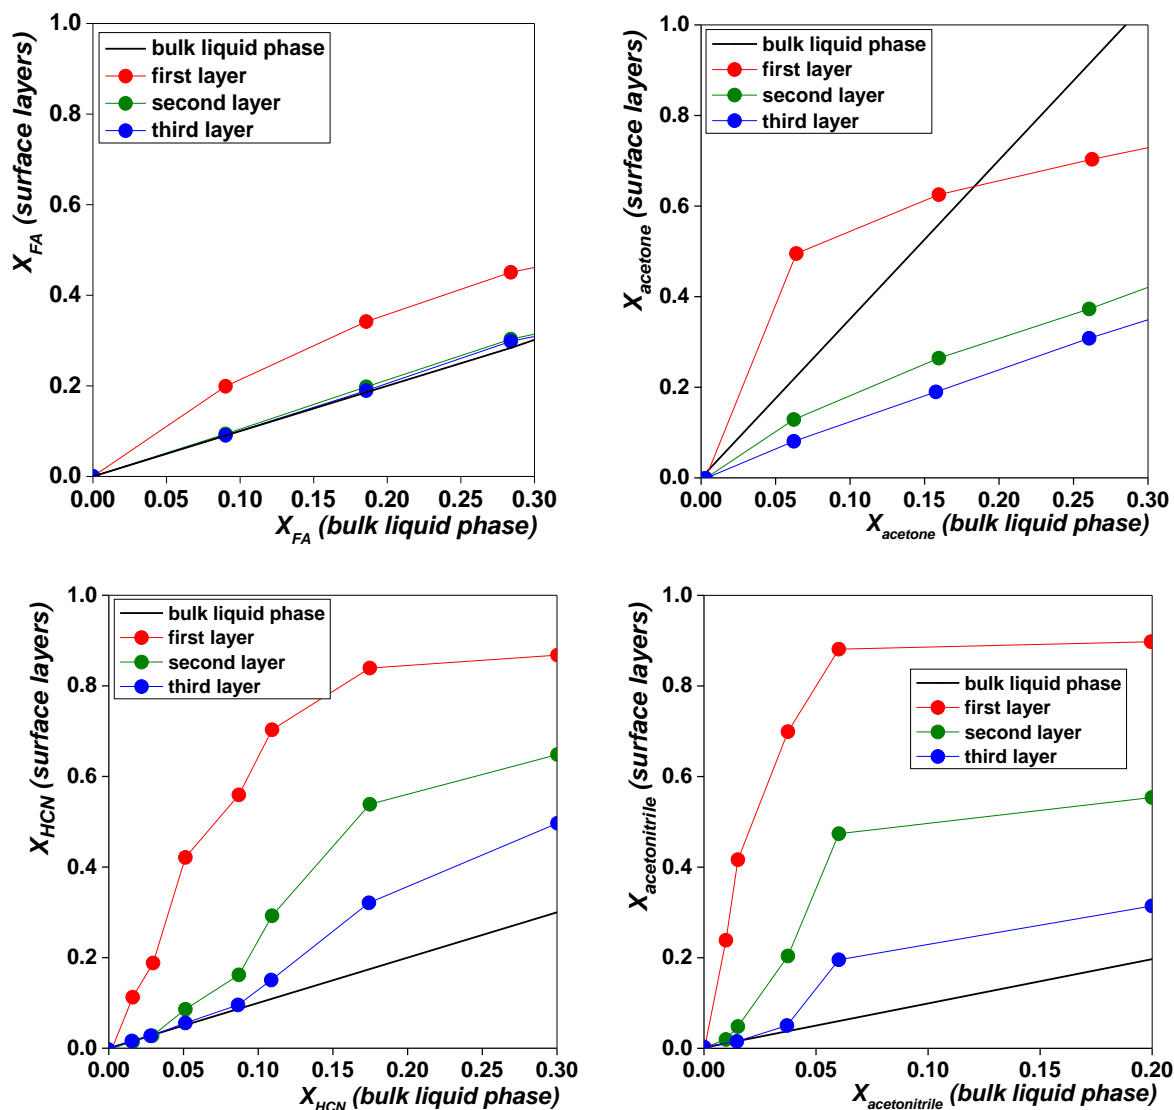 X_FA (surface layers)
1.0
0.8
0.6
0.4
0.2
0.0
bulk liquid phase
first layer
second layer
third layer
0.00 0.05 0.10 0.15 0.20 0.25 0.30
X_FA (bulk liquid phase)
X_acetone (surface layers)
1.0
0.8
0.6
0.4
0.2
0.0
bulk liquid phase
first layer
second layer
third layer
0.00 0.05 0.10 0.15 0.20 0.25 0.30
X_acetone (bulk liquid phase)
X_HCN (surface layers)
1.0
0.8
0.6
0.4
0.2
0.0
bulk liquid phase
first layer
second layer
third layer
0.00 0.05 0.10 0.15 0.20 0.25 0.30
X_HCN (bulk liquid phase)
X_acetonitrile (surface layers)
1.0
0.8
0.6
0.4
0.2
0.0
bulk liquid phase
first layer
second layer
third layer
0.00 0.05 0.10 0.15 0.20
X_acetonitrile (bulk liquid phase)